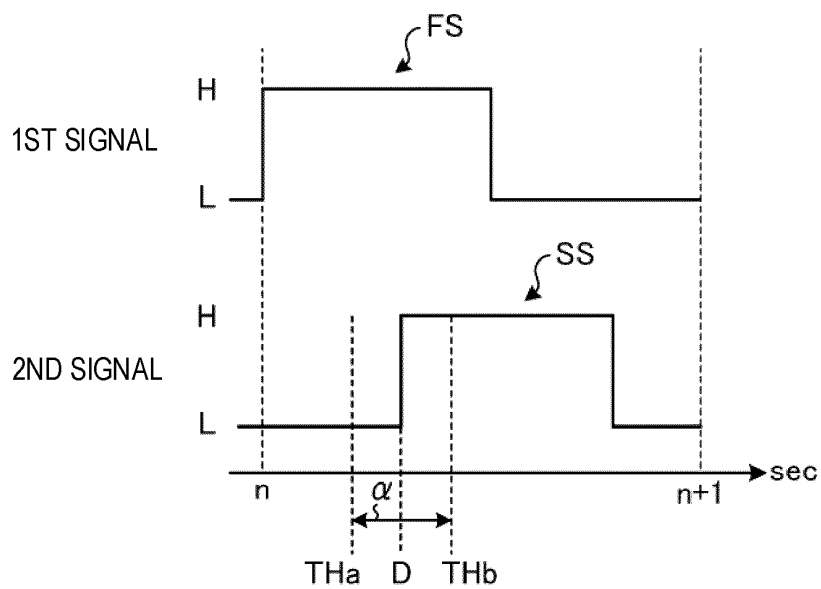 FS
H
1ST SIGNAL
L
SS
H
2ND SIGNAL
L
sec
n
n+1
α
THa
D
THb